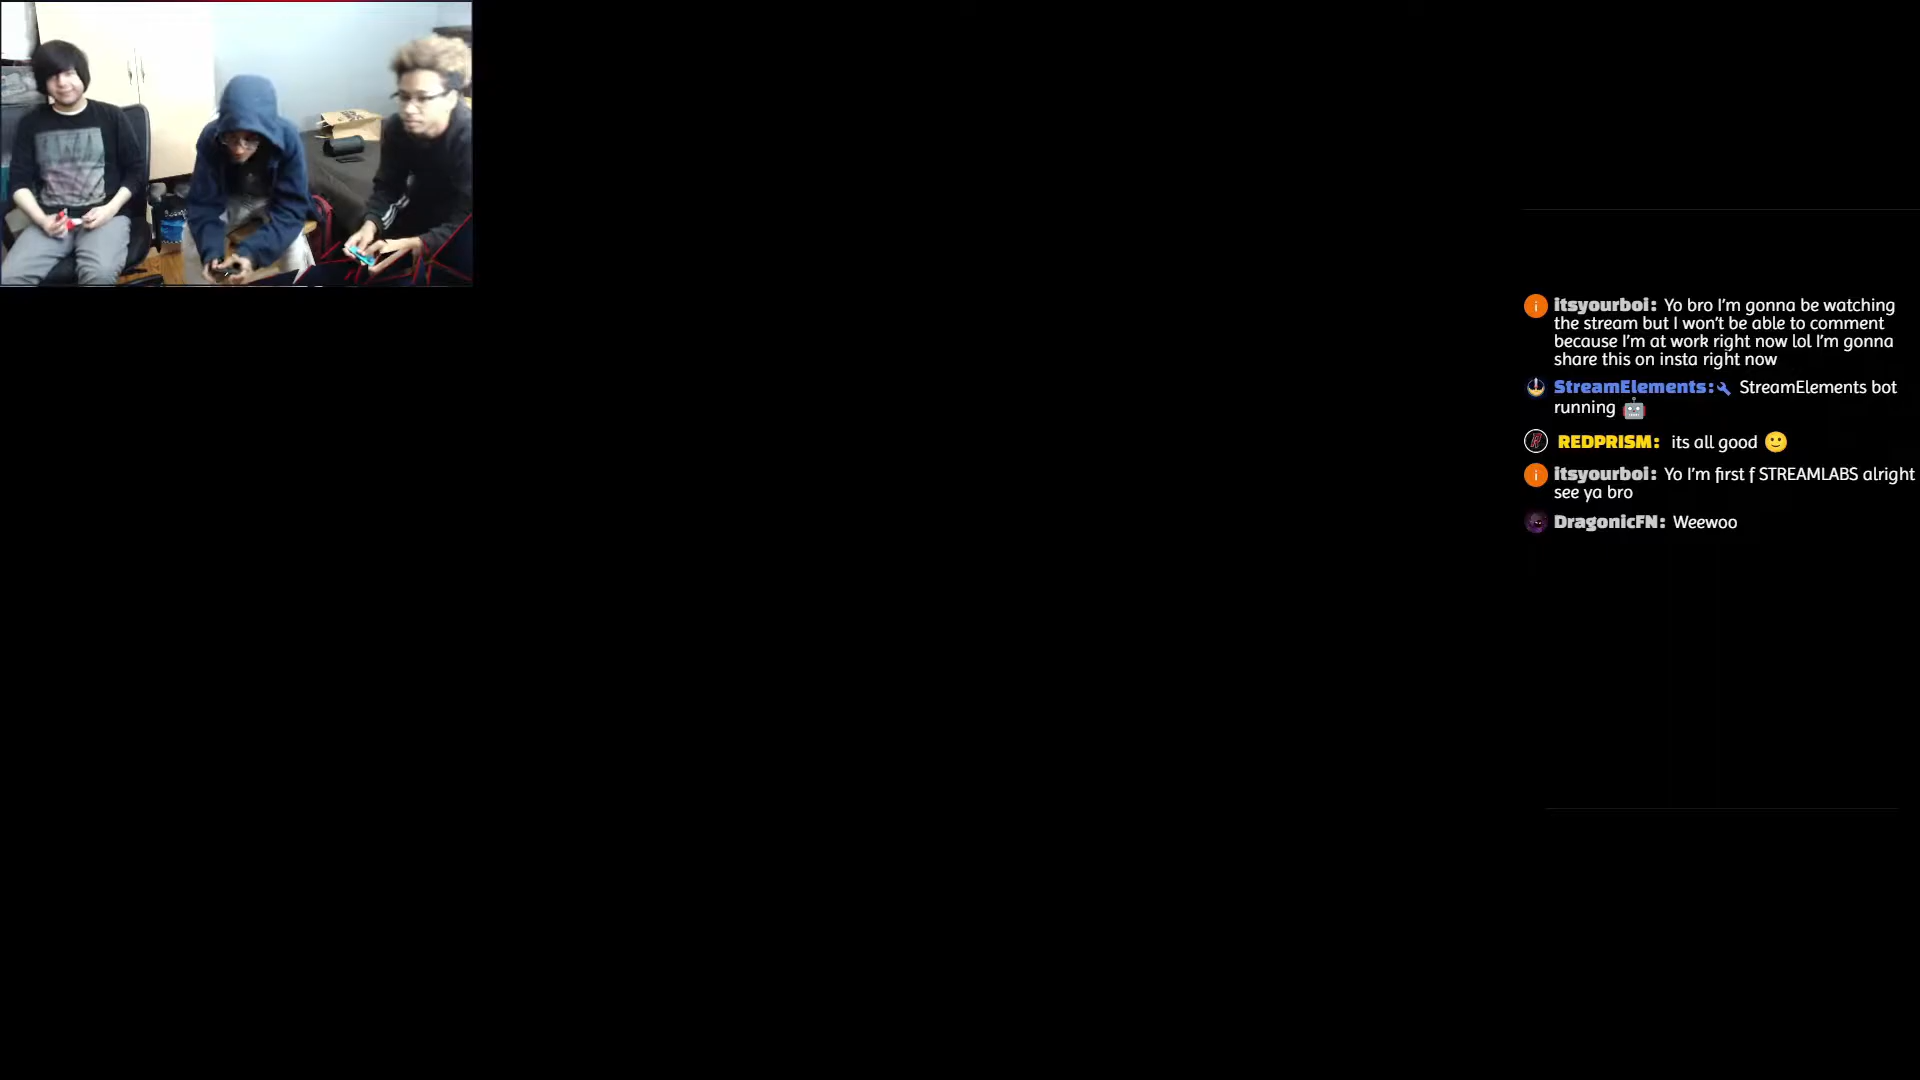 itsyourboi: Yo bro I'm gonna be watching
the stream but I won't be able to comment
because I'm at work right now lol I'm gonna
share this on insta right now
StreamElements: StreamElements bot
running 🤖
REDPRISM: its all good 🙂
itsyourboi: Yo I'm first f STREAMLABS alright
see ya bro
DragonicFN: Weewoo